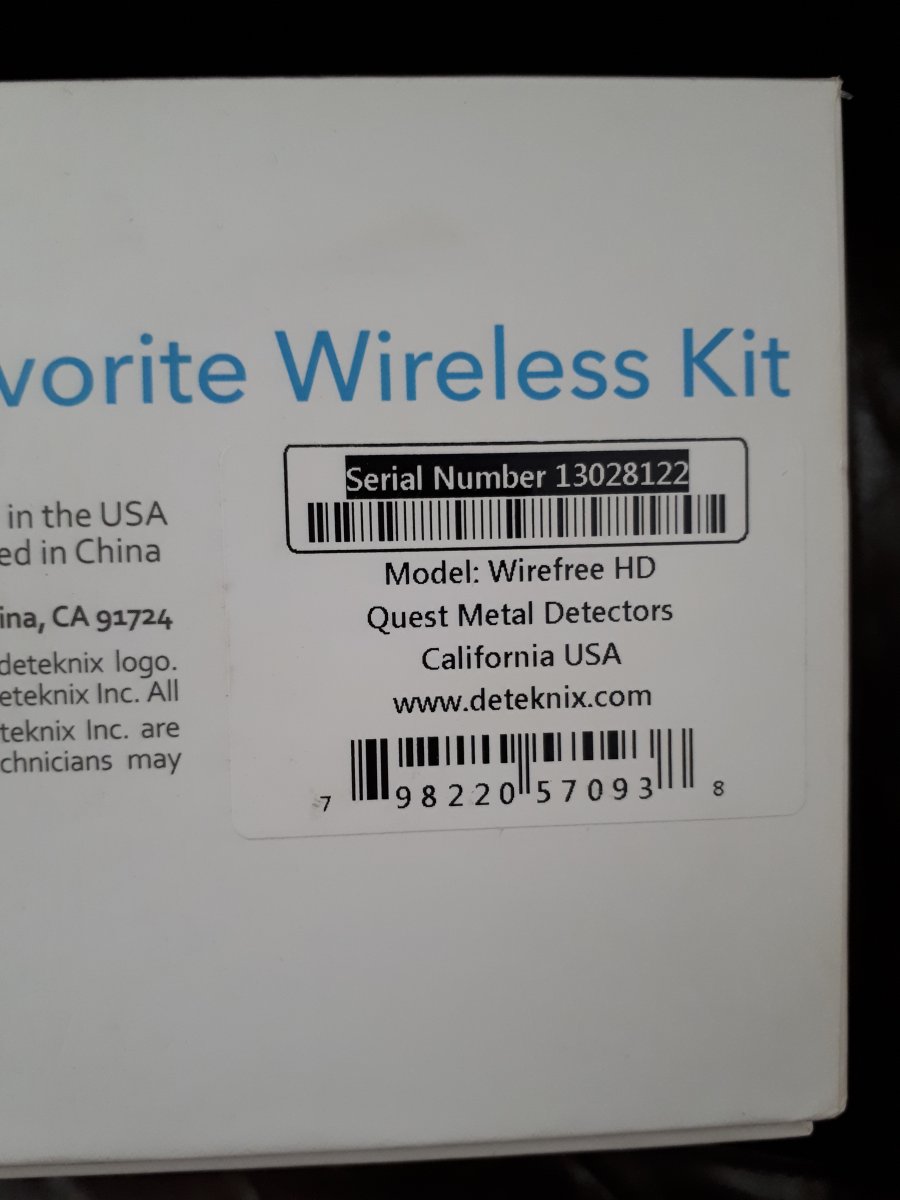 vorite Wireless Kit
Serial Number 13028122
in the USA
ed in China
Model: Wirefree HD
Quest Metal Detectors
California USA
www.deteknix.com
ina, CA 91724
deteknix logo.
eteknix Inc. All
teknix Inc. are
chnicians may
7 98220 57093 8